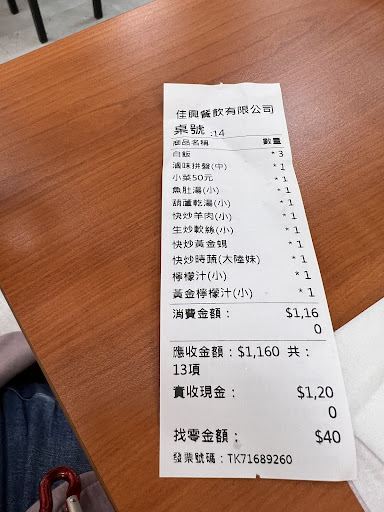 佳興餐飲有限公司
桌號 :14
商品名稱 數量
白飯 * 3
滷味拼盤(中) * 1
小菜50元 * 1
魚肚湯(小) * 1
葫蘆乾湯(小) * 1
快炒羊肉(小) * 1
生炒軟絲(小) * 1
快炒黃金蜆 * 1
快炒時蔬(大陸妹) * 1
檸檬汁(小) * 1
黃金檸檬汁(小) * 1
消費金額： $1,16
0
應收金額：$1,160 共：
13項
實收現金： $1,20
0
找零金額： $40
發票號碼：TK71689260